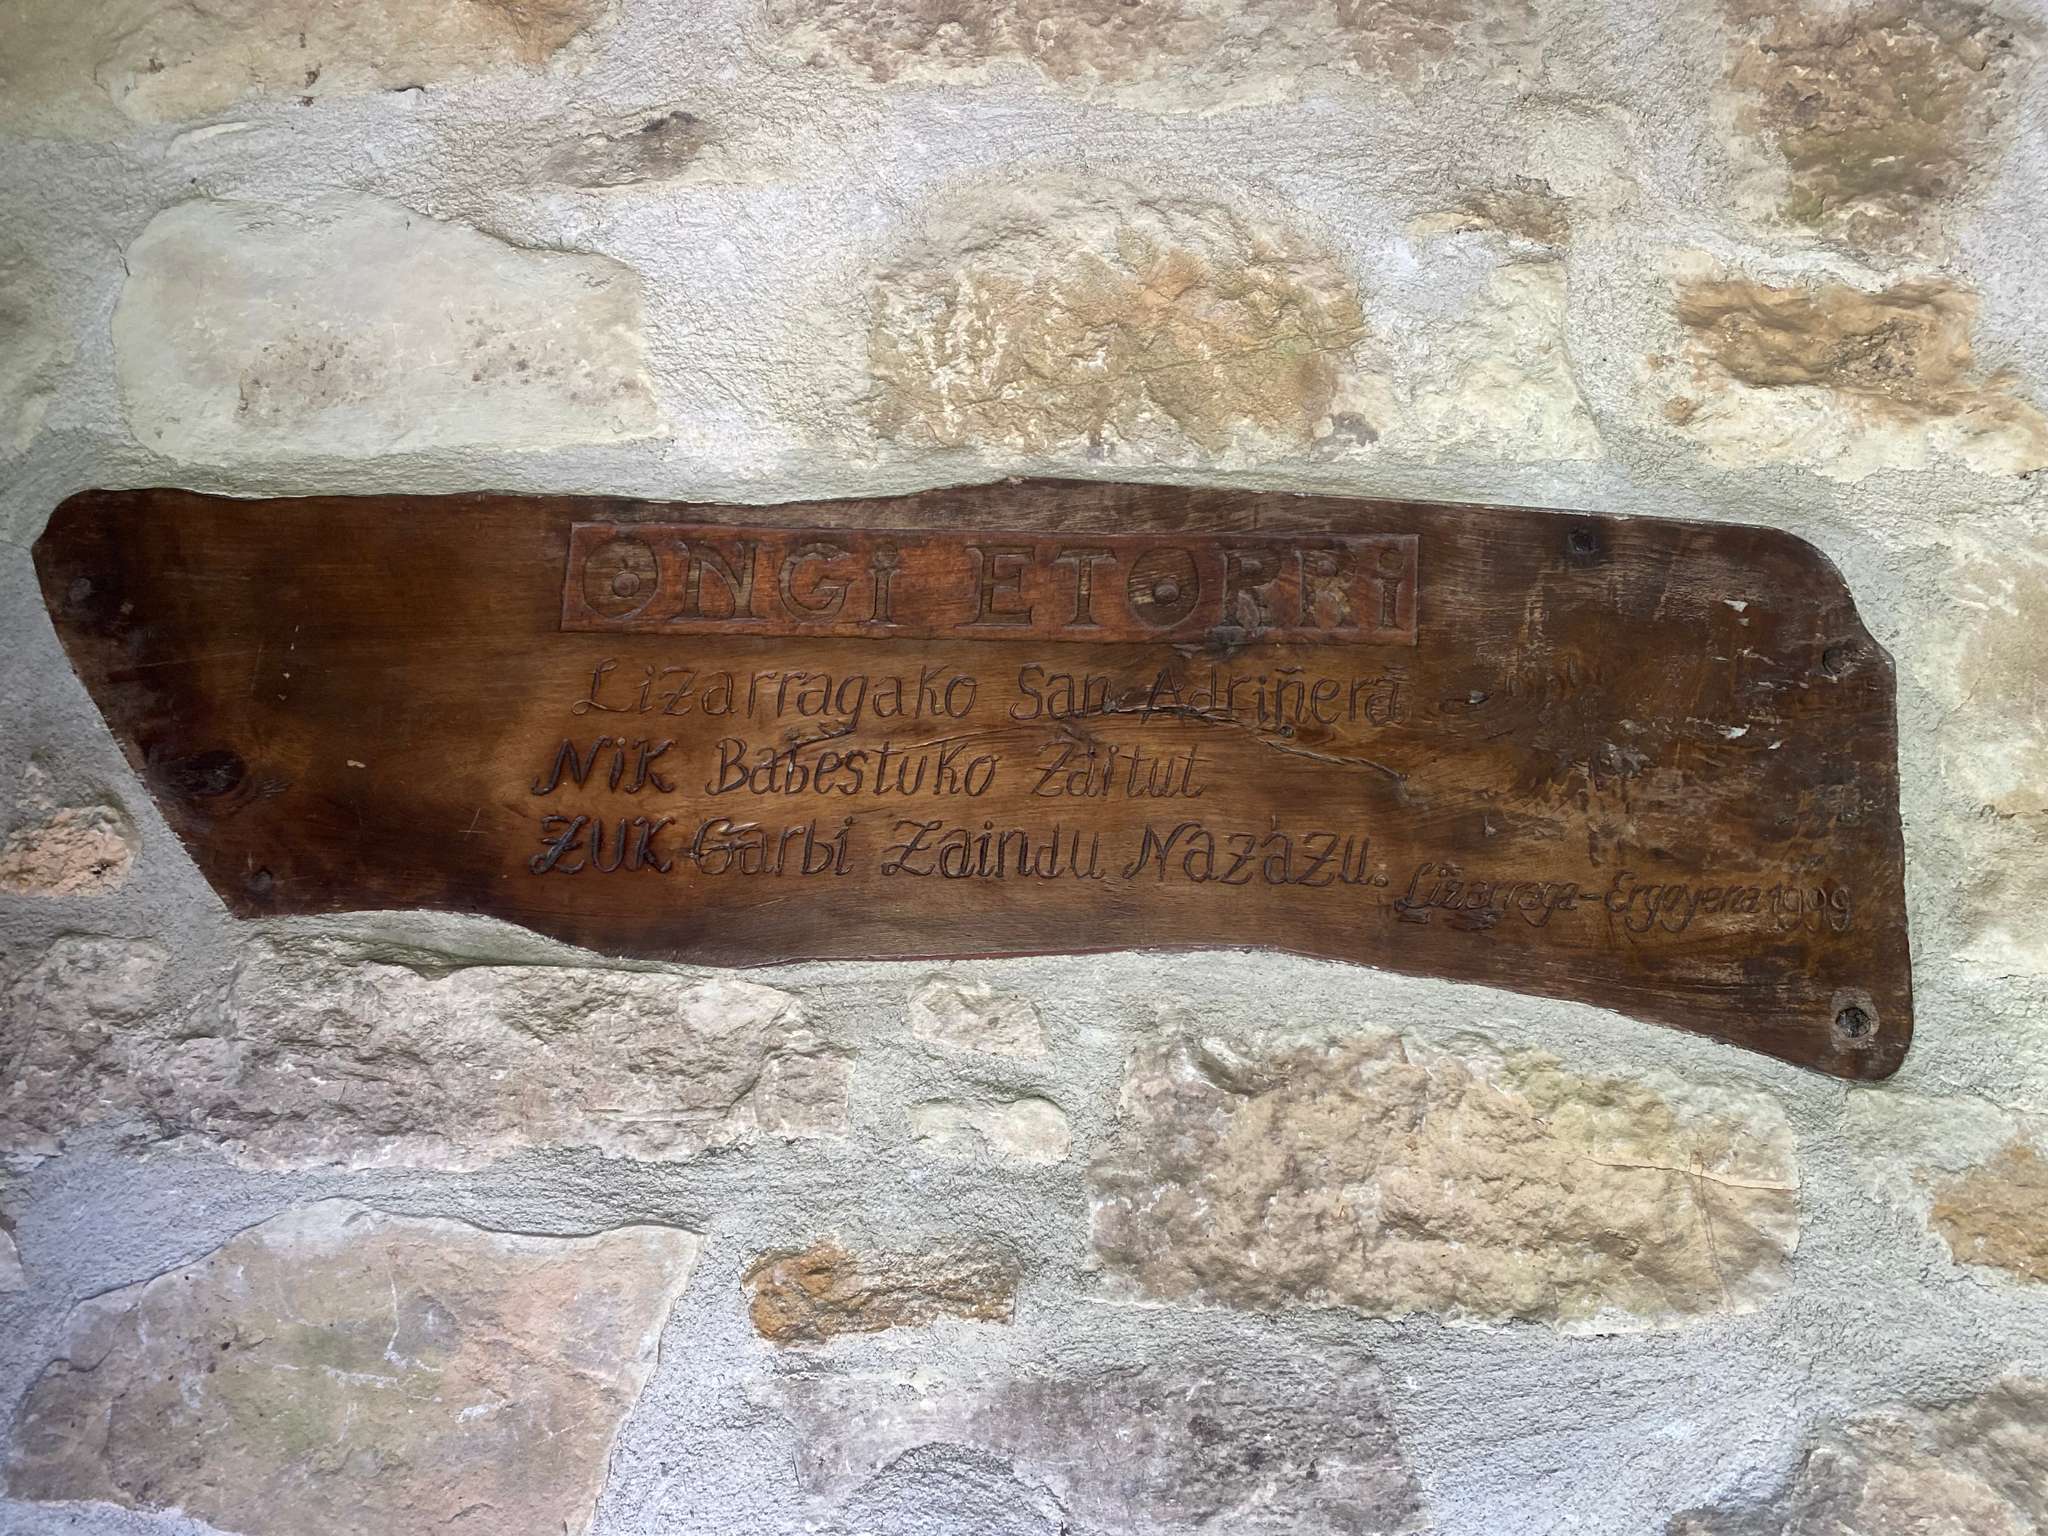 ONGi ETORRi
Lizarragako San Adriñera
NiK Babestuko Zaitut
ZUK Garbi Zaindu Nazazu.
Lizarraga-Ergoyena 1999